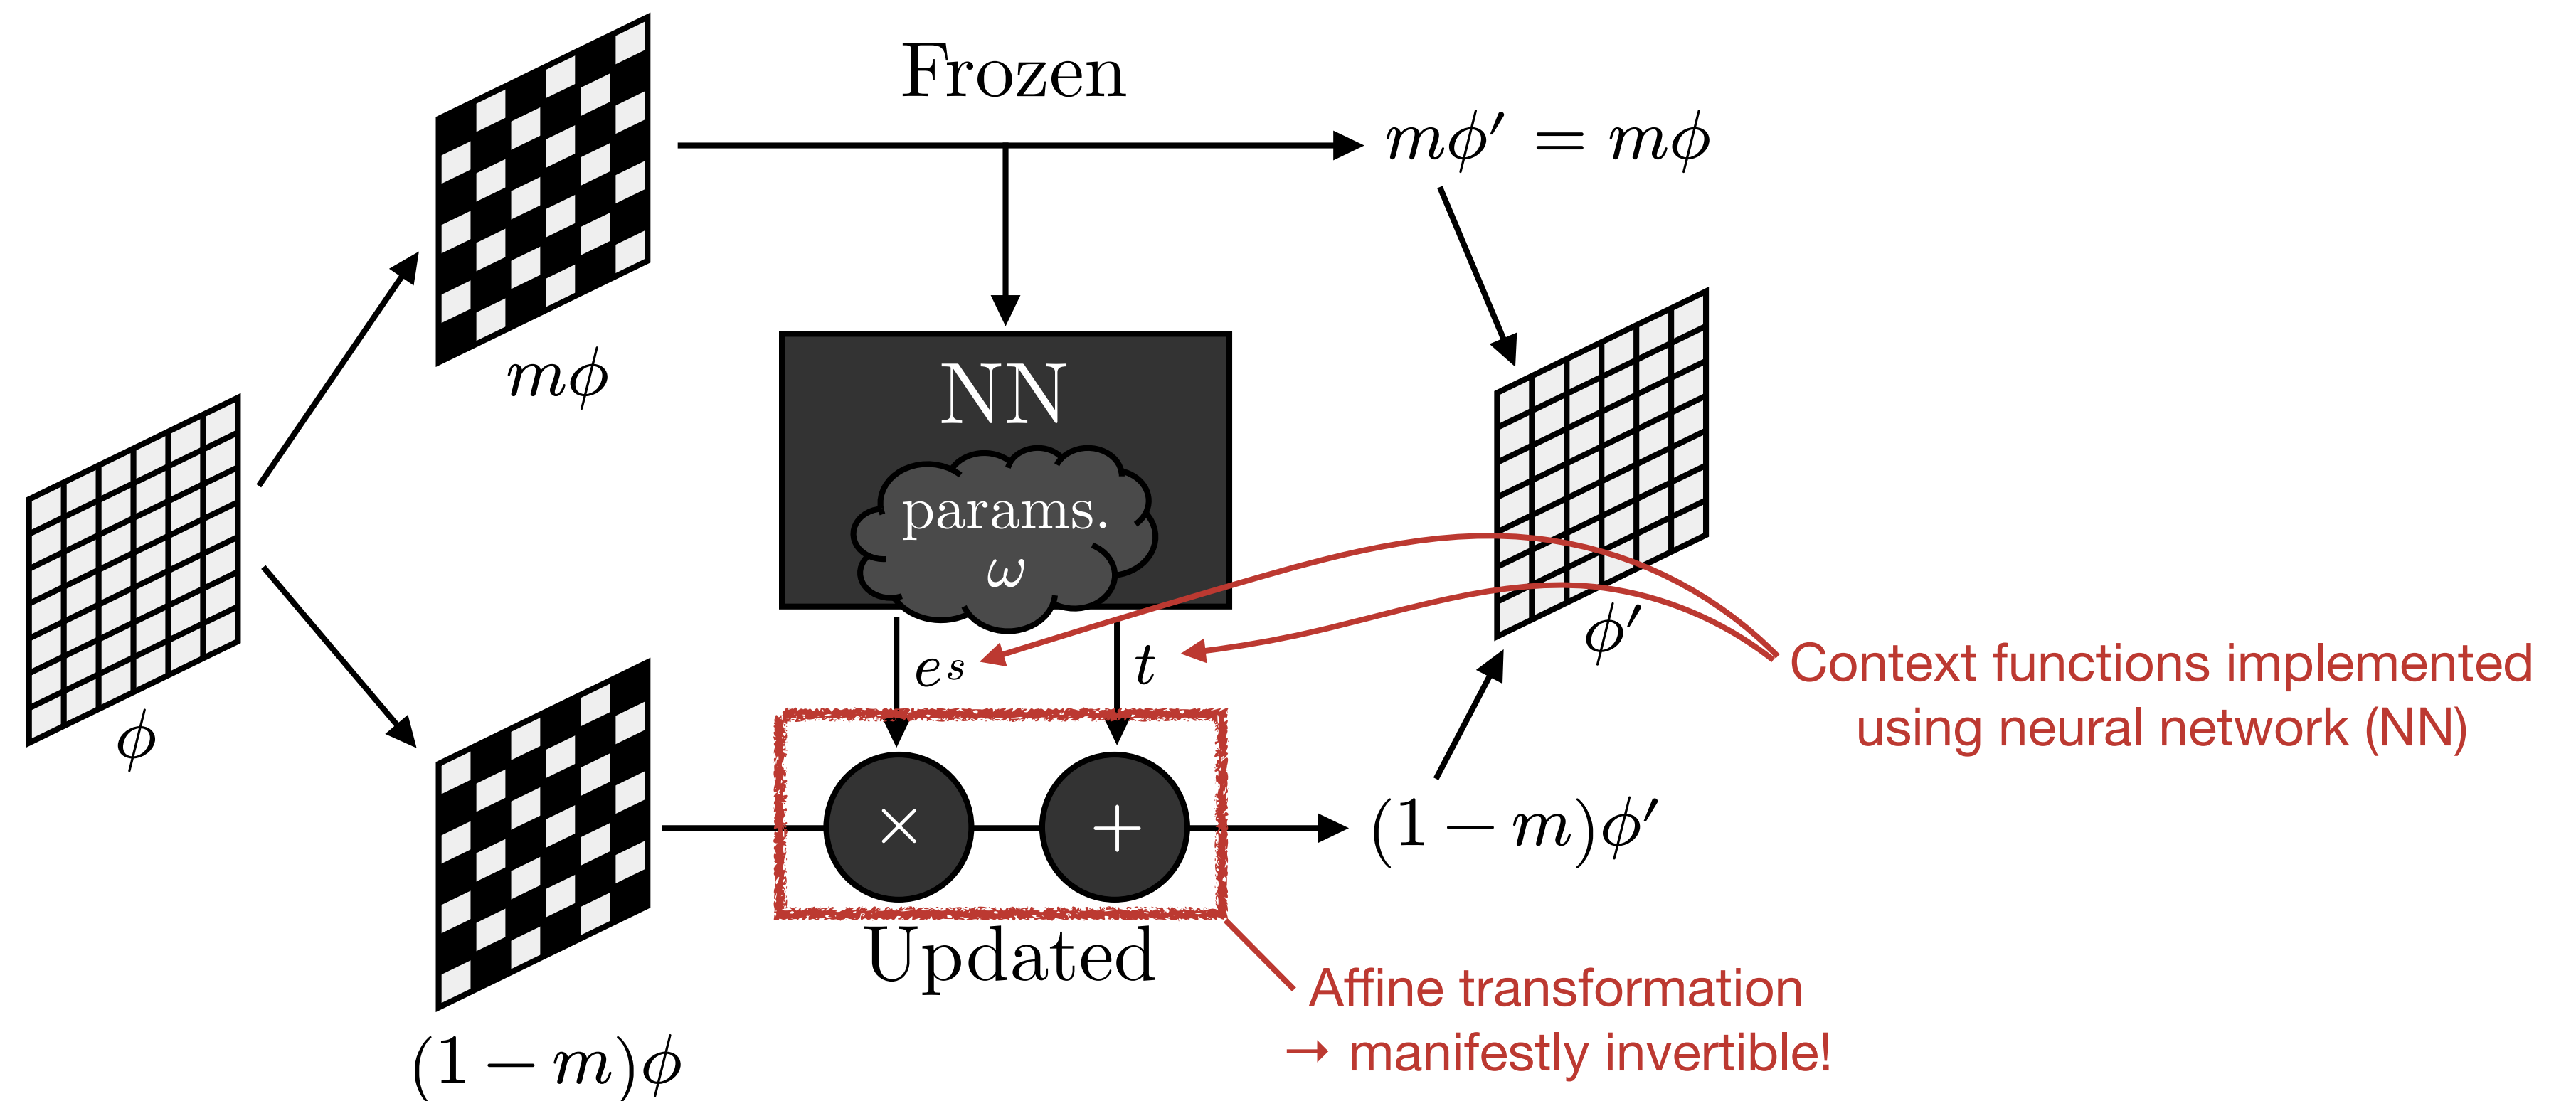 Frozen
mϕ′ = mϕ
mϕ
NN
params.
ω
ϕ
e^s
t
ϕ′
Context functions implemented
using neural network (NN)
×
+
(1 − m)ϕ′
Updated
Affine transformation
→ manifestly invertible!
(1 − m)ϕ